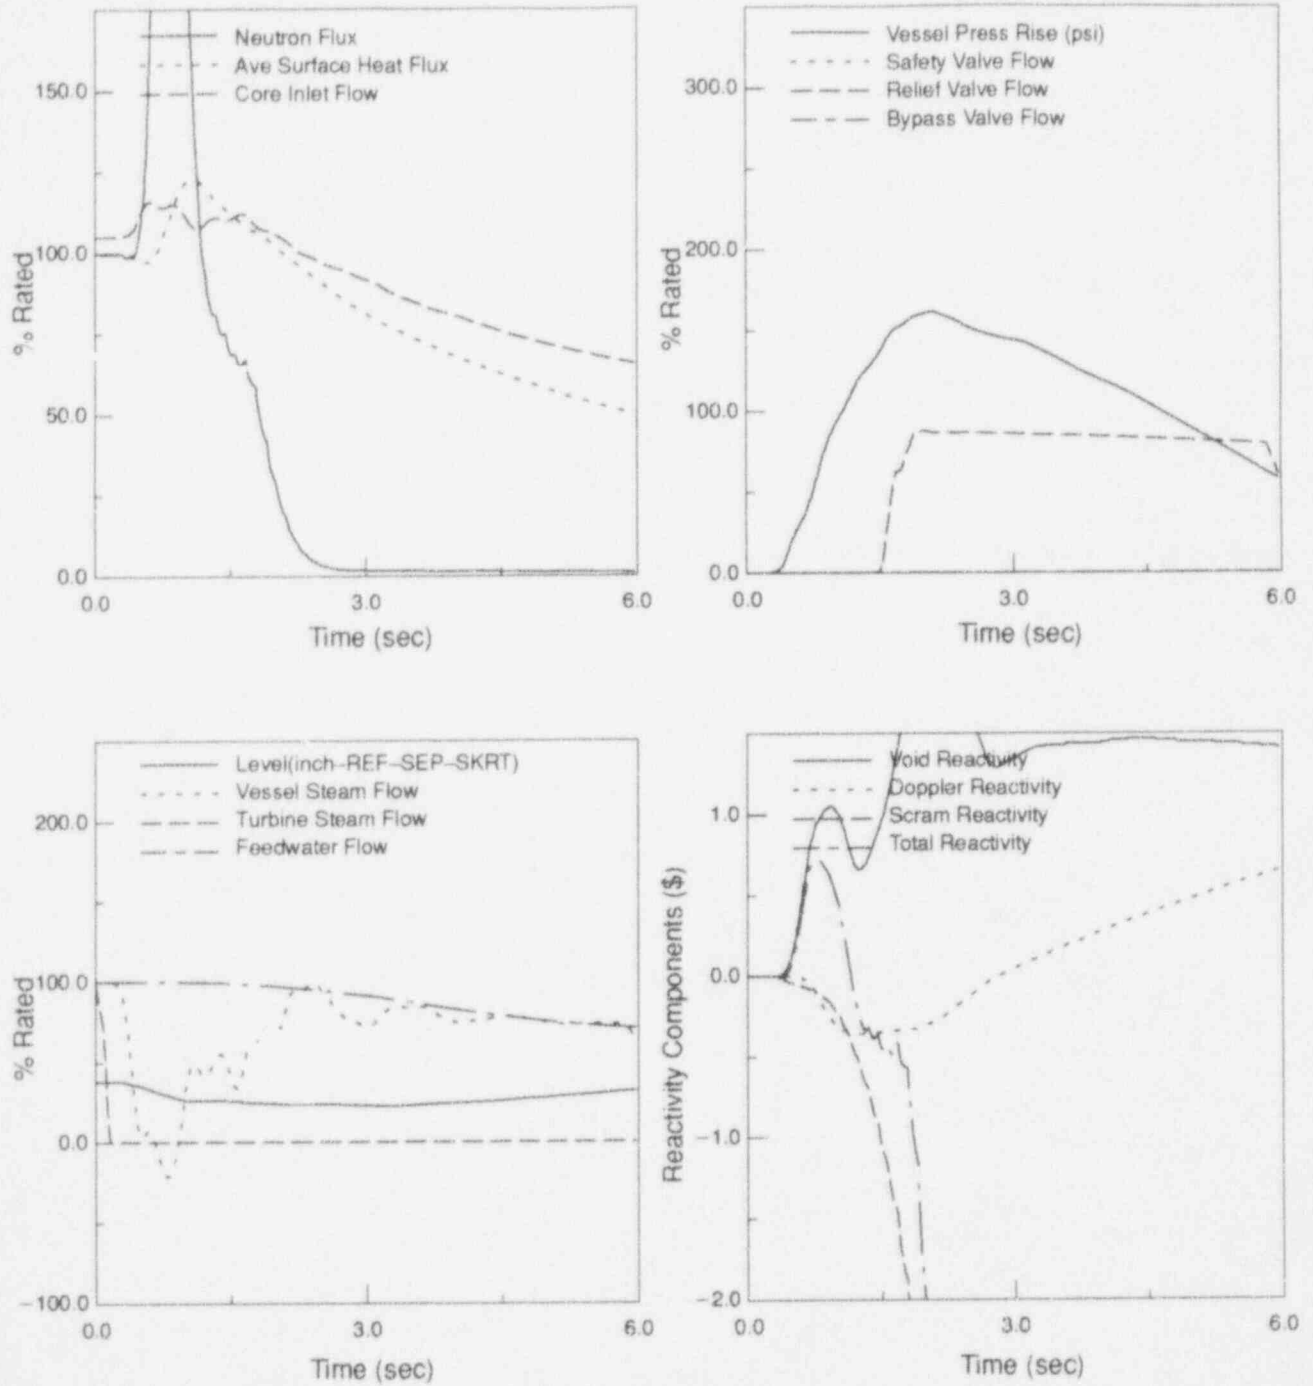 Neutron Flux
Ave Surface Heat Flux
Core Inlet Flow
150.0
100.0
50.0
0.0
% Rated
0.0 3.0 6.0
Time (sec)
Vessel Press Rise (psi)
Safety Valve Flow
Relief Valve Flow
Bypass Valve Flow
300.0
200.0
100.0
0.0
% Rated
0.0 3.0 6.0
Time (sec)
Level(inch-REF-SEP-SKRT)
Vessel Steam Flow
Turbine Steam Flow
Feedwater Flow
200.0
100.0
0.0
-100.0
% Rated
0.0 3.0 6.0
Time (sec)
Void Reactivity
Doppler Reactivity
Scram Reactivity
Total Reactivity
1.0
0.0
-1.0
-2.0
Reactivity Components ($)
0.0 3.0 6.0
Time (sec)